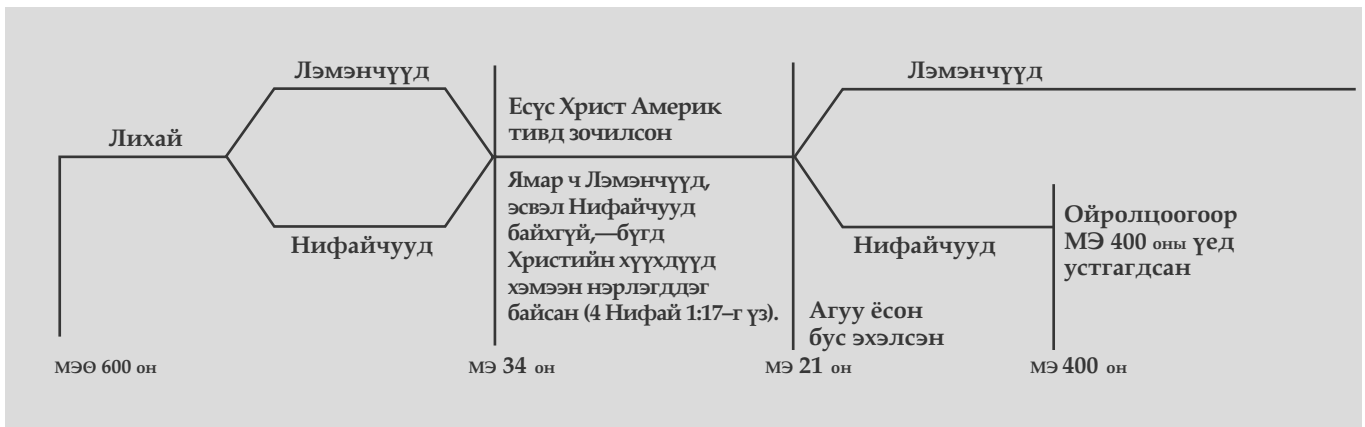 Лэмэнчүүд
Лэмэнчүүд
Лихай
Есүс Христ Америк
тивд зочилсон
Ямар ч Лэмэнчүүд,
эсвэл Нифайчууд
байхгүй,—бүгд
Христийн хүүхдүүд
хэмээн нэрлэгддэг
байсан (4 Нифай 1:17–г үз).
Нифайчууд
Нифайчууд
Ойролцоогоор
МЭ 400 оны үед
устгагдсан
Агуу ёсон
бус эхэлсэн
МЭӨ 600 он
МЭ 34 он
МЭ 21 он
МЭ 400 он